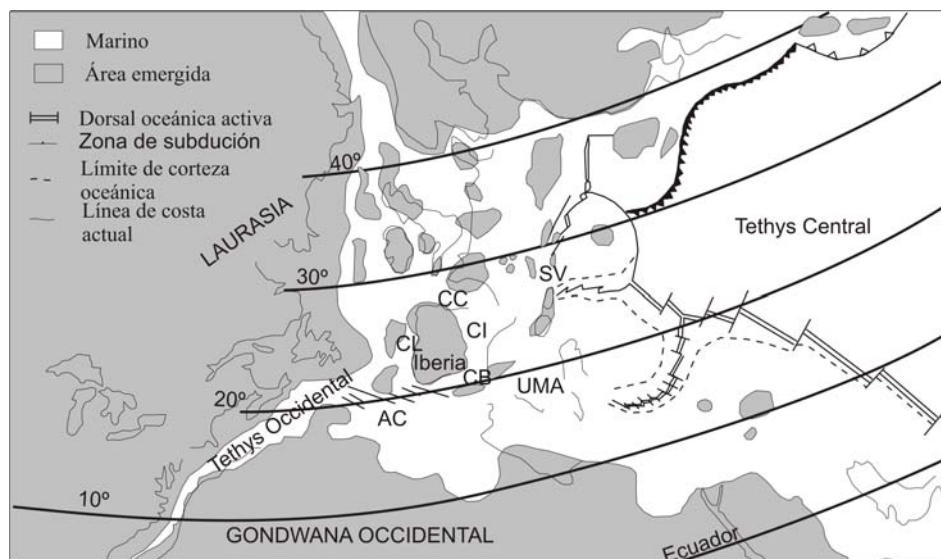 Marino
Área emergida
Dorsal oceánica activa
Zona de subdución
Límite de corteza
oceánica
Línea de costa
actual
40º
LAURASIA
Tethys Central
30º
SV
CC
CL
CI
Iberia
CB
UMA
20º
AC
Tethys Occidental
10º
GONDWANA OCCIDENTAL
Ecuador